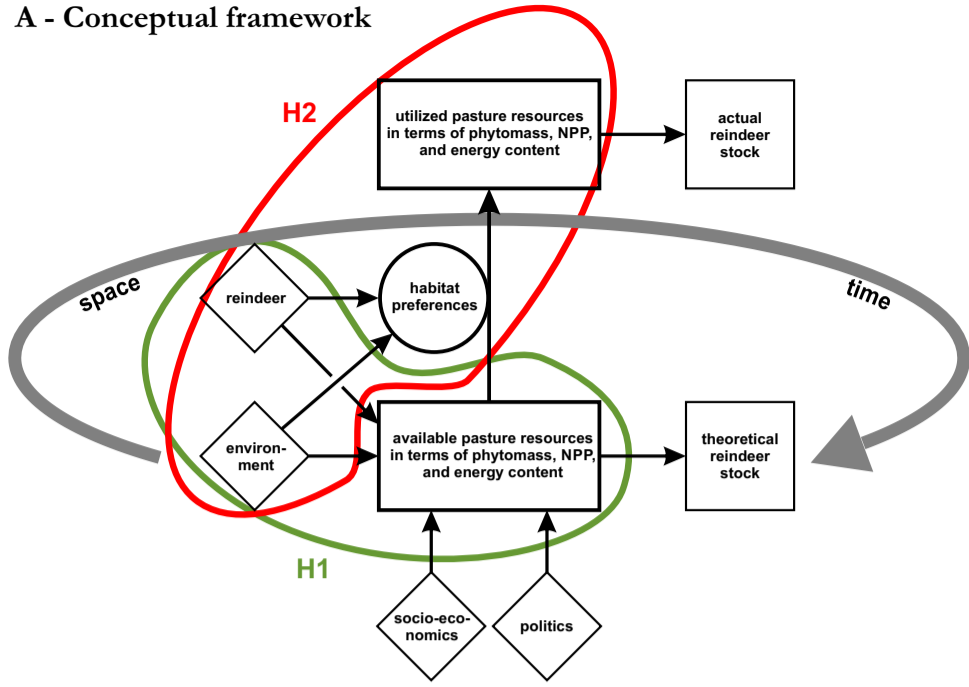 A - Conceptual framework
H2
utilized pasture resources
in terms of phytomass, NPP,
and energy content
actual
reindeer
stock
space
time
reindeer
habitat
preferences
environ-
ment
available pasture resources
in terms of phytomass, NPP,
and energy content
theoretical
reindeer
stock
H1
socio-eco-
nomics
politics